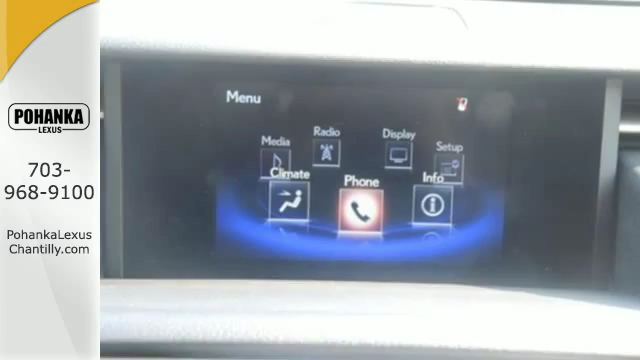 POHANKA
LEXUS
703-
968-9100
PohankaLexus
Chantilly.com
Menu
Media
Radio
Display
Setup
Climate
Phone
Info